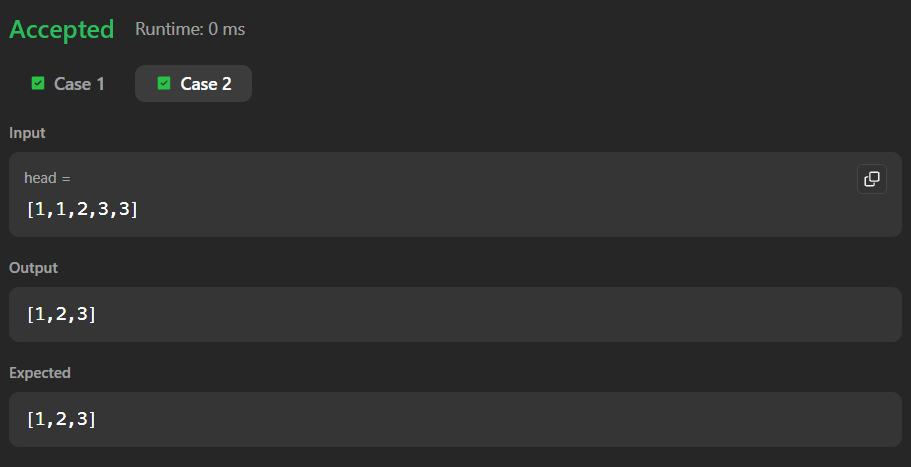 Accepted Runtime: 0 ms
Case 1 Case 2
Input
head =
[1,1,2,3,3]
Output
[1,2,3]
Expected
[1,2,3]